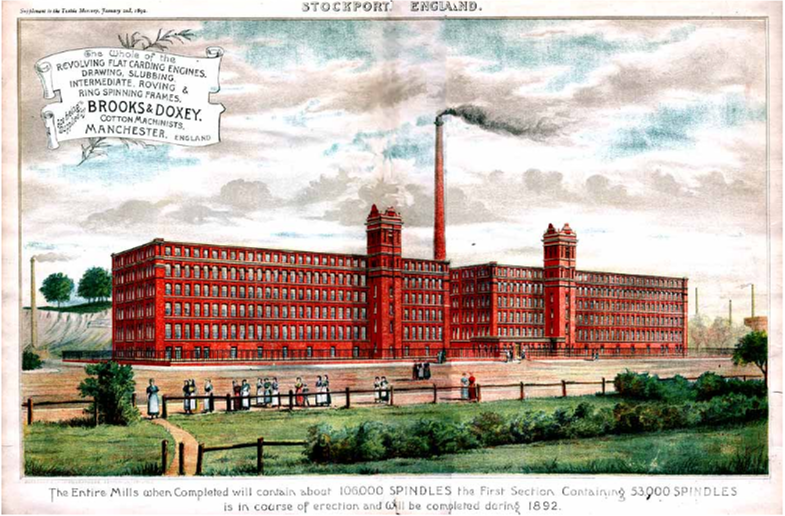 Supplement to the Textile Mercury, January 2nd, 1892.
STOCKPORT. ENGLAND.
The Whole of the
REVOLVING FLAT CARDING ENGINES,
DRAWING, SLUBBING,
INTERMEDIATE, ROVING &
RING SPINNING FRAMES,
BROOKS & DOXEY.
COTTON MACHINISTS,
MANCHESTER, ENGLAND
The Entire Mills when Completed will contain about 106,000 SPINDLES the First Section Containing 53,000 SPINDLES
is in course of erection and will be completed during 1892.